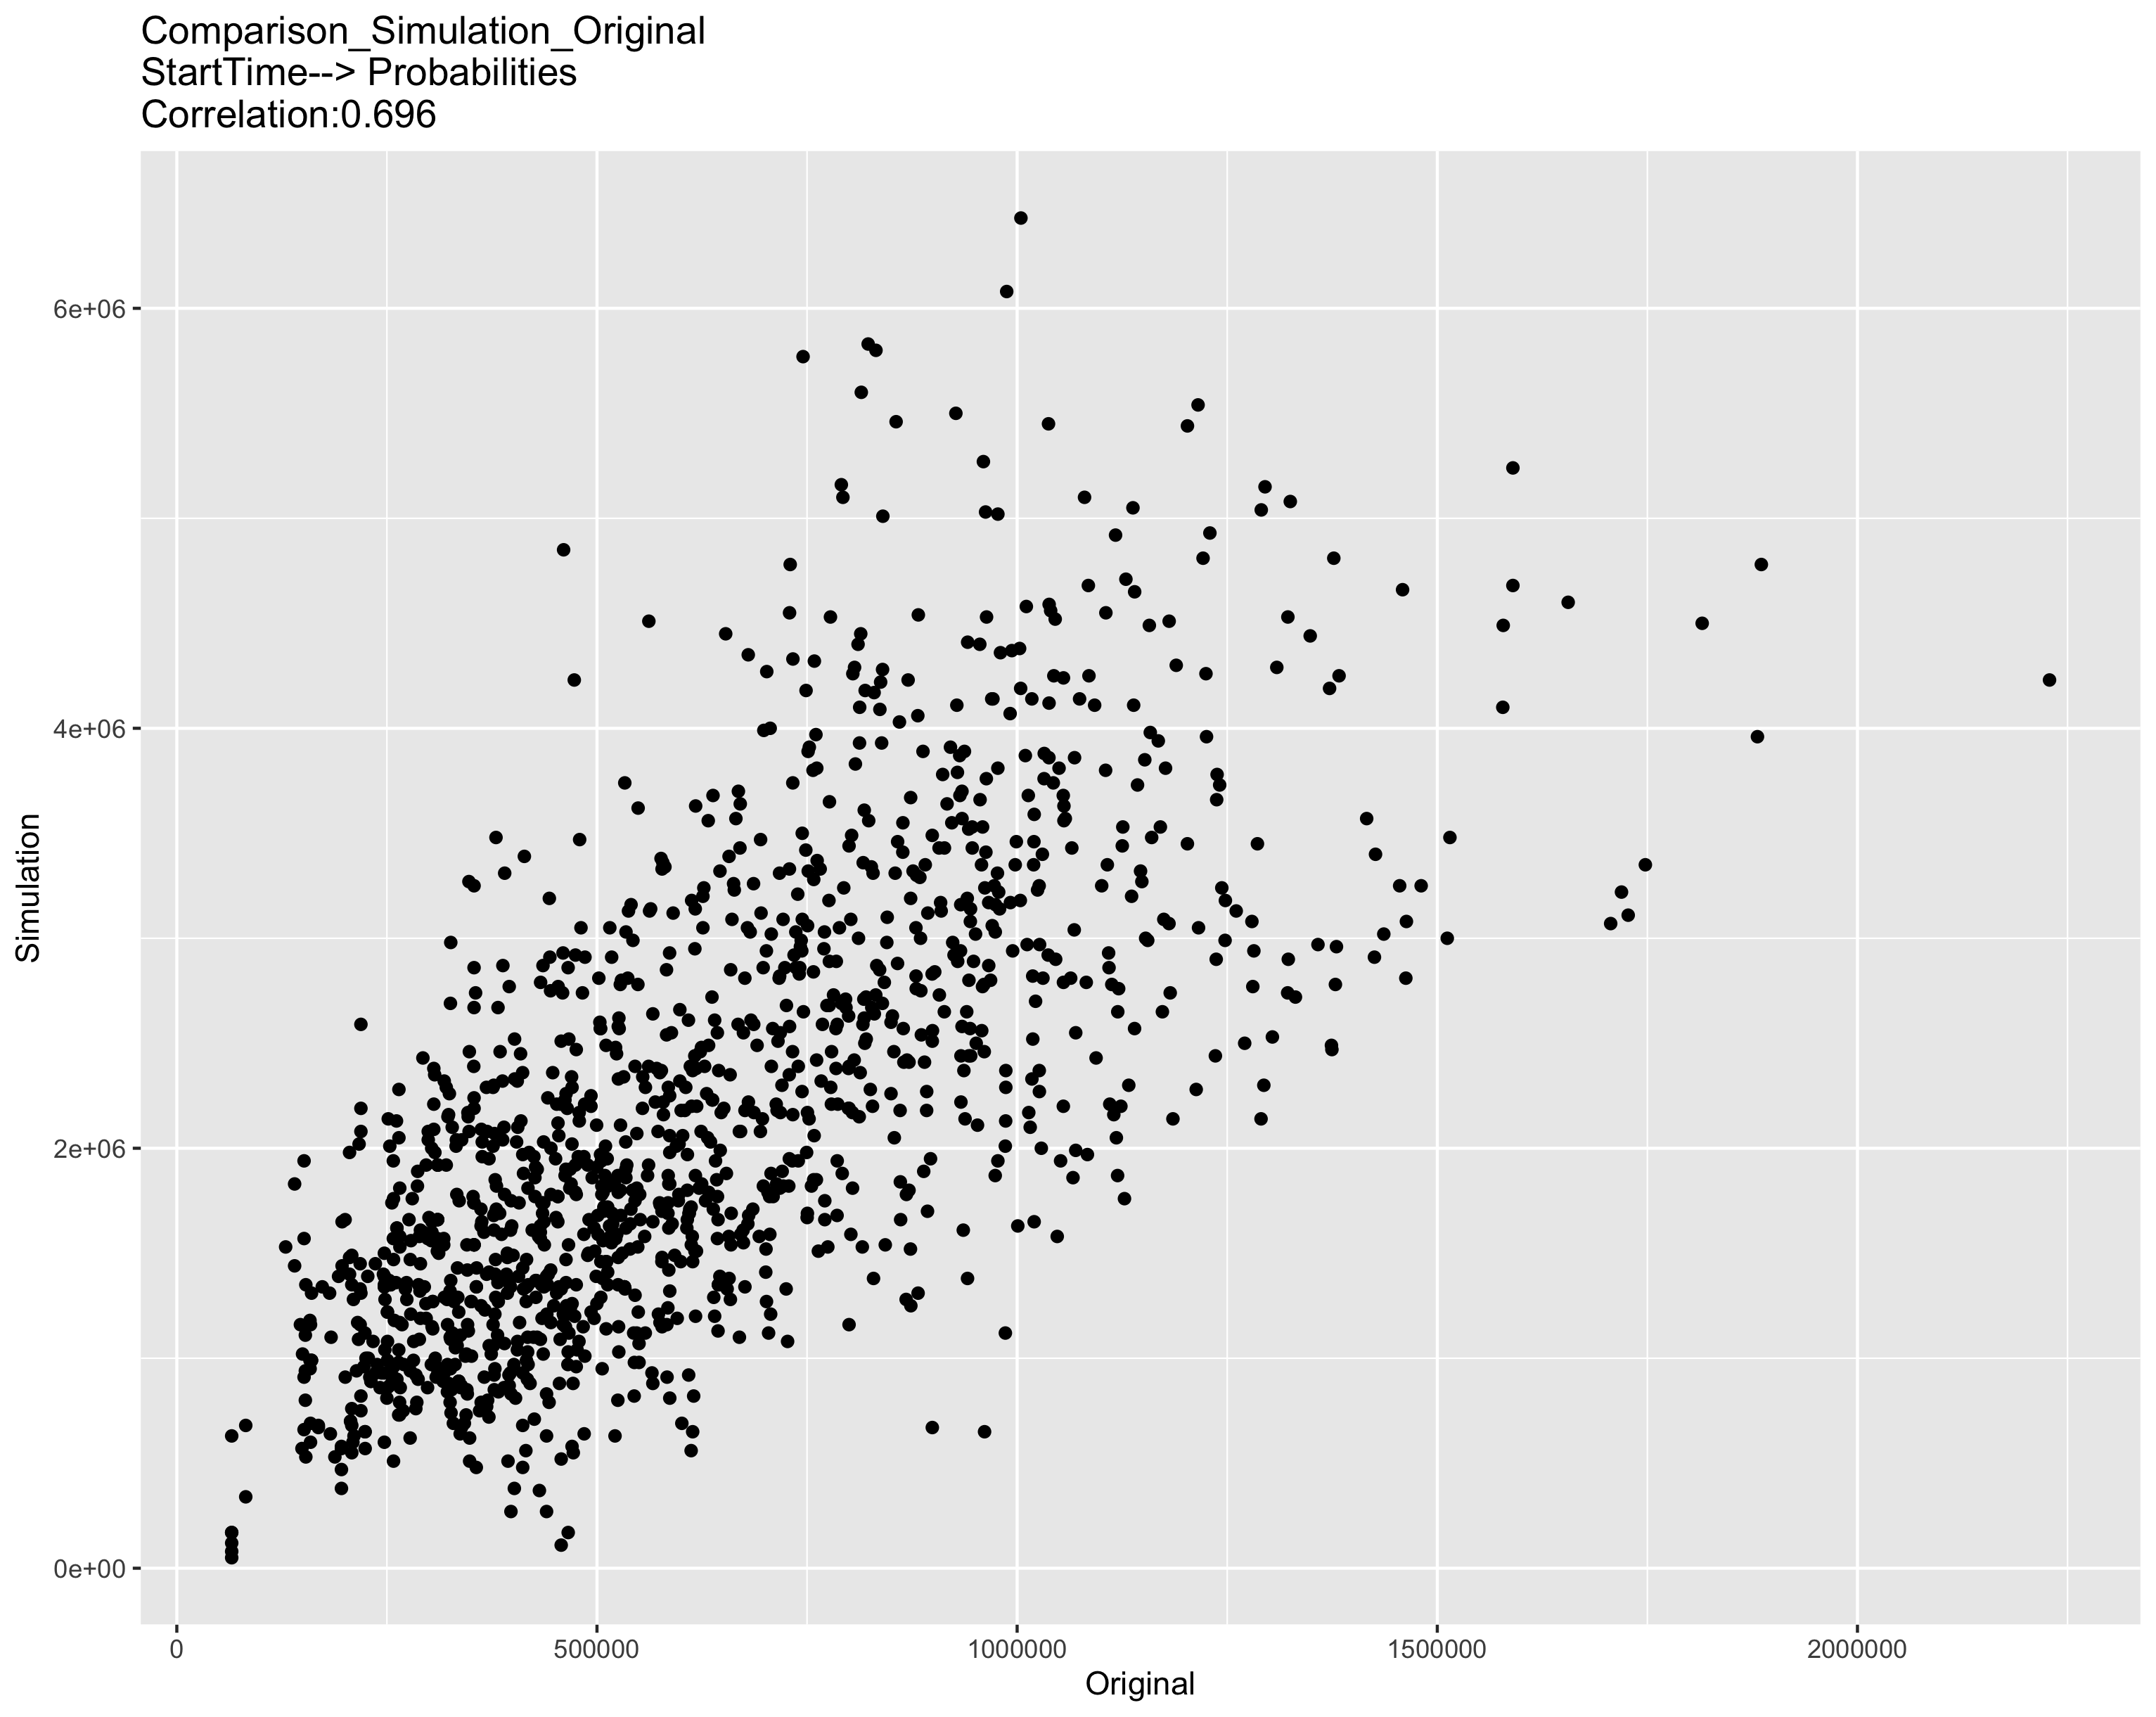 Comparison_Simulation_Original
StartTime--> Probabilities
Correlation:0.696
6e+06
4e+06
2e+06
0e+00
Simulation
0
500000
1000000
1500000
2000000
Original